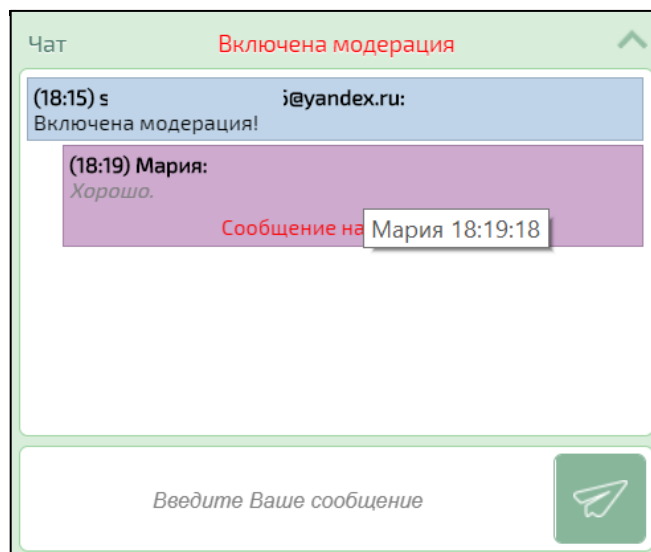 Чат
Включена модерация
(18:15) s @yandex.ru:
Включена модерация!
(18:19) Мария:
Хорошо.
Сообщение на
Мария 18:19:18
Введите Ваше сообщение